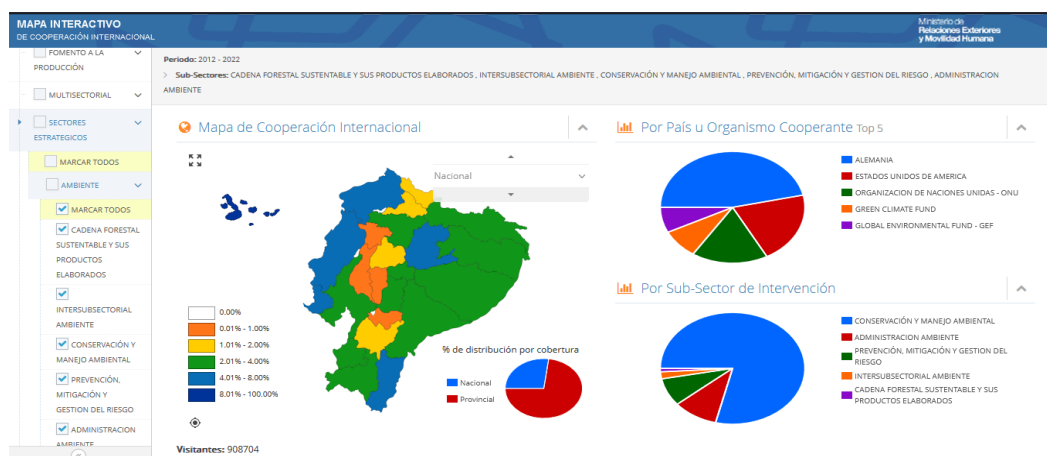 MAPA INTERACTIVO
DE COOPERACIÓN INTERNACIONAL
Ministerio de
Relaciones Exteriores
y Movilidad Humana
FOMENTO A LA
PRODUCCIÓN
MULTISECTORIAL
SECTORES
ESTRATEGICOS
MARCAR TODOS
AMBIENTE
MARCAR TODOS
CADENA FORESTAL
SUSTENTABLE Y SUS
PRODUCTOS
ELABORADOS
INTERSUBSECTORIAL
AMBIENTE
CONSERVACIÓN Y
MANEJO AMBIENTAL
PREVENCIÓN,
MITIGACIÓN Y
GESTION DEL RIESGO
ADMINISTRACION
AMBIENTE
Periodo: 2012 - 2022
> Sub-Sectores: CADENA FORESTAL SUSTENTABLE Y SUS PRODUCTOS ELABORADOS , INTERSUBSECTORIAL AMBIENTE , CONSERVACIÓN Y MANEJO AMBIENTAL , PREVENCIÓN, MITIGACIÓN Y GESTION DEL RIESGO , ADMINISTRACION
AMBIENTE
Mapa de Cooperación Internacional
Nacional
0.00%
0.01% - 1.00%
1.01% - 2.00%
2.01% - 4.00%
4.01% - 8.00%
8.01% - 100.00%
% de distribución por cobertura
Nacional
Provincial
Visitantes: 908704
Por País u Organismo Cooperante Top 5
ALEMANIA
ESTADOS UNIDOS DE AMERICA
ORGANIZACION DE NACIONES UNIDAS - ONU
GREEN CLIMATE FUND
GLOBAL ENVIRONMENTAL FUND - GEF
Por Sub-Sector de Intervención
CONSERVACIÓN Y MANEJO AMBIENTAL
ADMINISTRACION AMBIENTE
PREVENCIÓN, MITIGACIÓN Y GESTION DEL
RIESGO
INTERSUBSECTORIAL AMBIENTE
CADENA FORESTAL SUSTENTABLE Y SUS
PRODUCTOS ELABORADOS